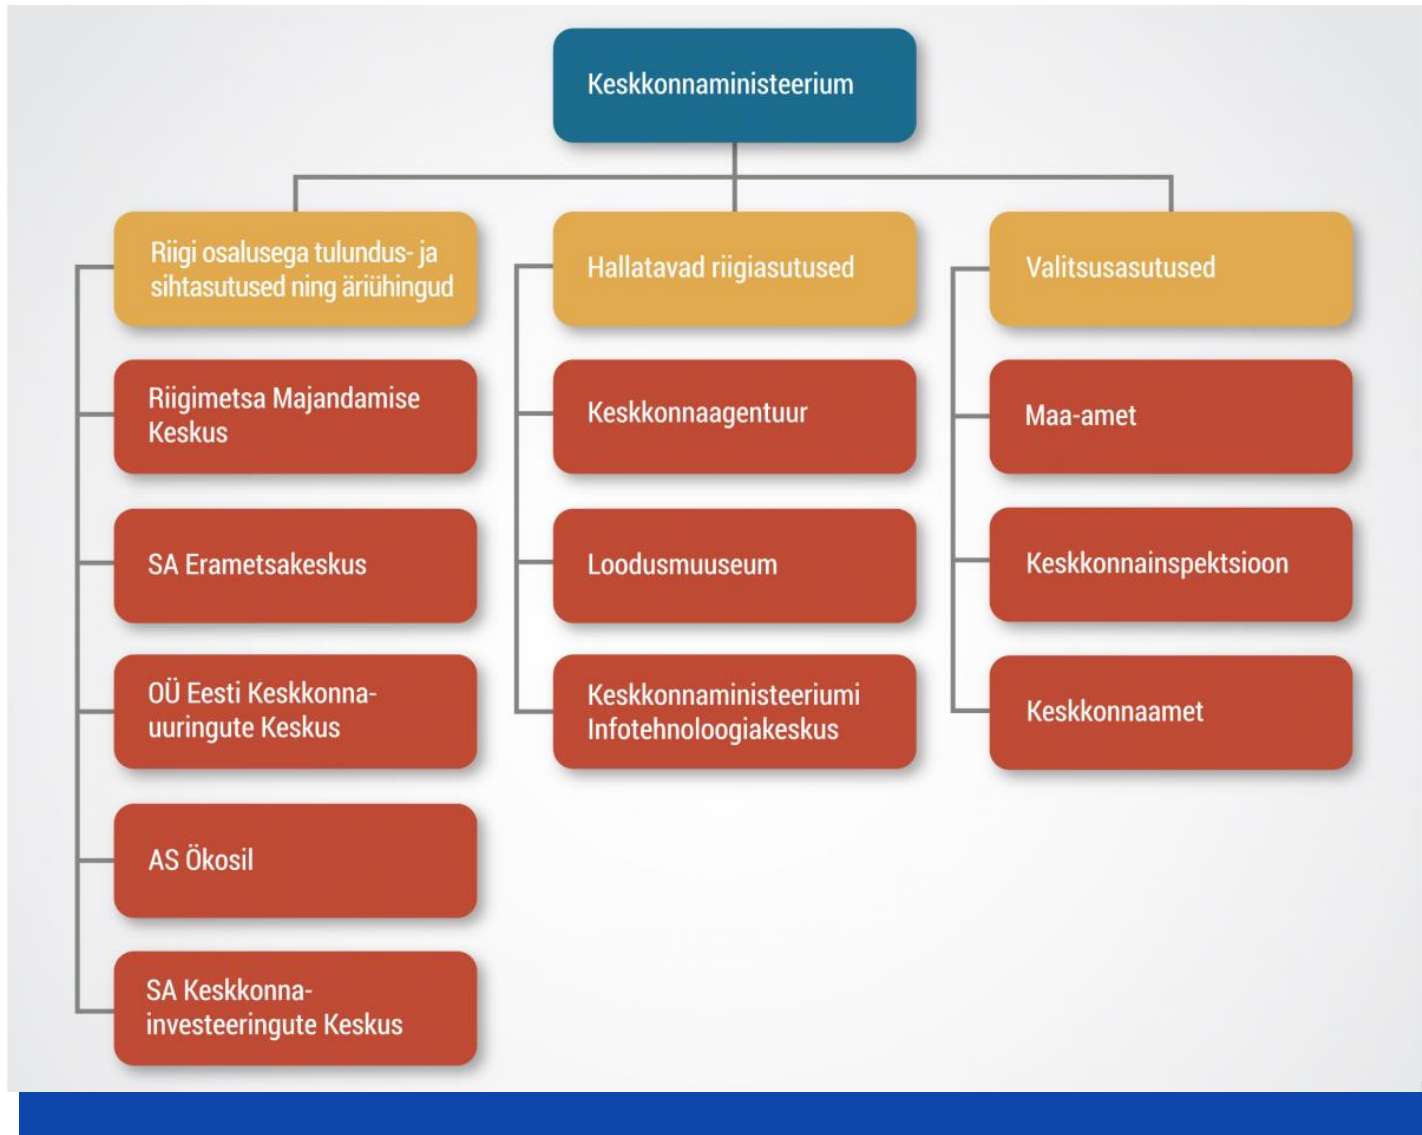 Keskkonnaministeerium
Riigi osalusega tulundus- ja
sihtasutused ning äriühingud
Riigimetsa Majandamise
Keskus
SA Erametsakeskus
OÜ Eesti Keskkonna-
uuringute Keskus
AS Ökosil
SA Keskkonna-
investeeringute Keskus
Hallatavad riigiasutused
Keskkonnaagentuur
Loodusmuuseum
Keskkonnaministeeriumi
Infotehnoloogiakeskus
Valitsusasutused
Maa-amet
Keskkonnainspektsioon
Keskkonnaamet